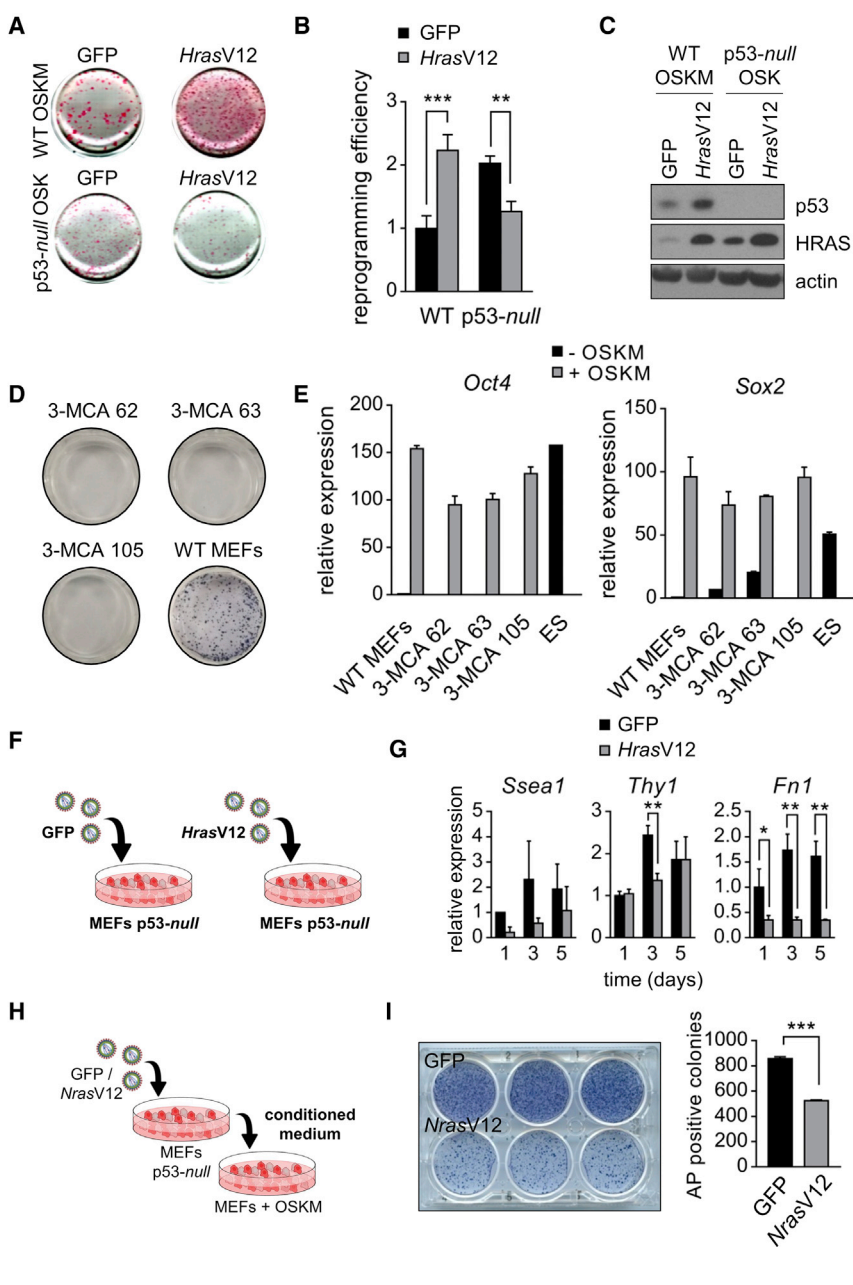 A
GFP
HrasV12
WT OSKM
GFP
HrasV12
p53-null OSK
B
GFP
HrasV12
reprogramming efficiency
3
2
1
0
***
**
WT p53-null
C
WT
OSKM
p53-null
OSK
GFP
HrasV12
GFP
HrasV12
p53
HRAS
actin
D
3-MCA 62
3-MCA 63
3-MCA 105
WT MEFs
E
- OSKM
+ OSKM
Oct4
relative expression
200
150
100
50
0
WT MEFs
3-MCA 62
3-MCA 63
3-MCA 105
ES
Sox2
relative expression
150
100
50
0
WT MEFs
3-MCA 62
3-MCA 63
3-MCA 105
ES
F
GFP
MEFs p53-null
HrasV12
MEFs p53-null
G
GFP
HrasV12
Ssea1
relative expression
5
4
3
2
1
0
1 3 5
Thy1
3
2
1
0
**
1 3 5
Fn1
2.5
2.0
1.5
1.0
0.5
0.0
*
**
**
1 3 5
time (days)
H
GFP /
NrasV12
MEFs
p53-null
conditioned
medium
MEFs + OSKM
I
GFP
NrasV12
AP positive colonies
1000
800
600
400
200
0
***
GFP
NrasV12